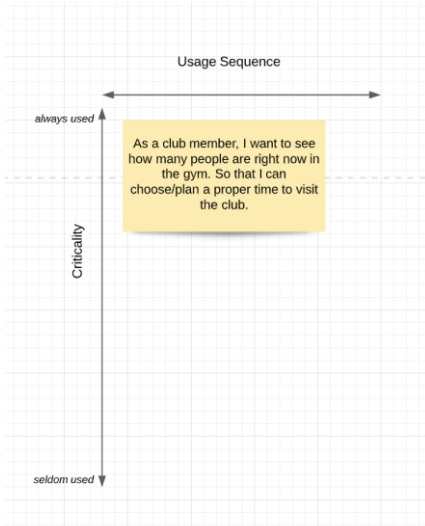 Usage Sequence
always used
As a club member, I want to see
how many people are right now in
the gym. So that I can
choose/plan a proper time to visit
the club.
Criticality
seldom used